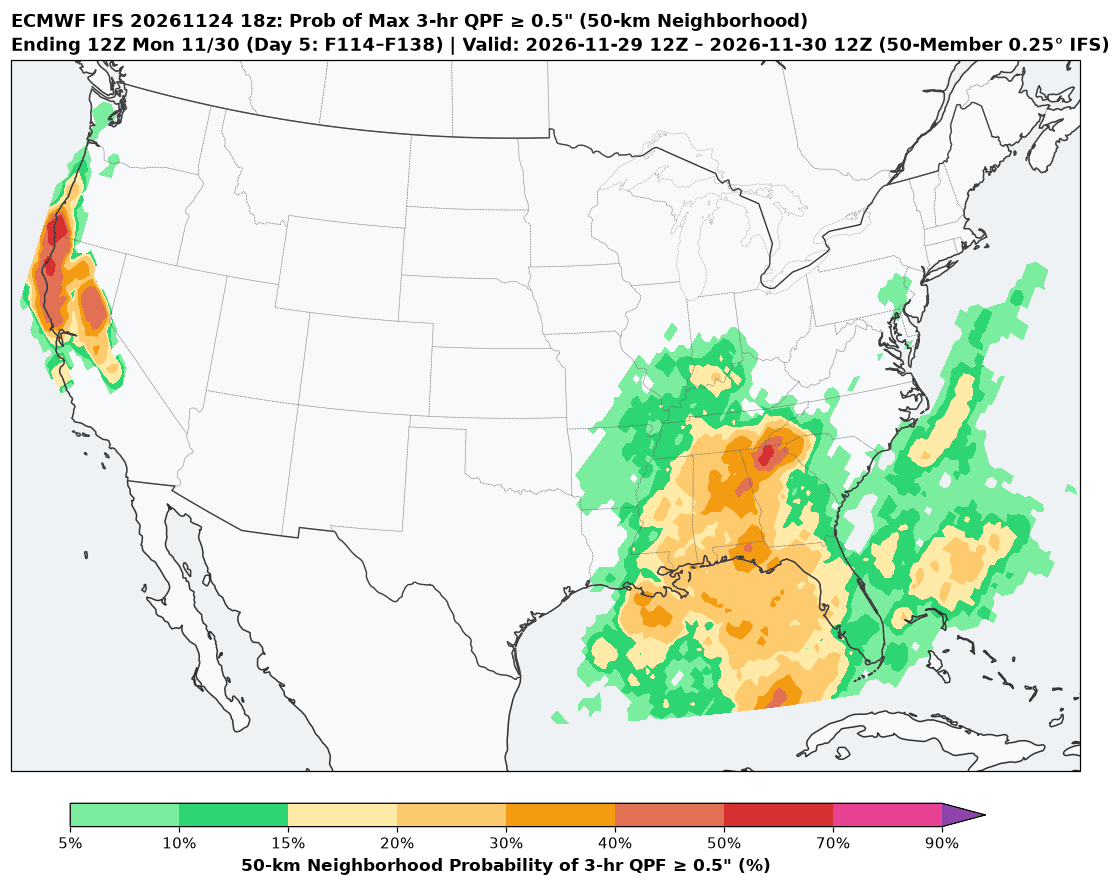 ECMWF IFS 20261124 18z: Prob of Max 3-hr QPF ≥ 0.5" (50-km Neighborhood)
Ending 12Z Mon 11/30 (Day 5: F114–F138) | Valid: 2026-11-29 12Z – 2026-11-30 12Z (50-Member 0.25° IFS)
5% 10% 15% 20% 30% 40% 50% 70% 90%
50-km Neighborhood Probability of 3-hr QPF ≥ 0.5" (%)